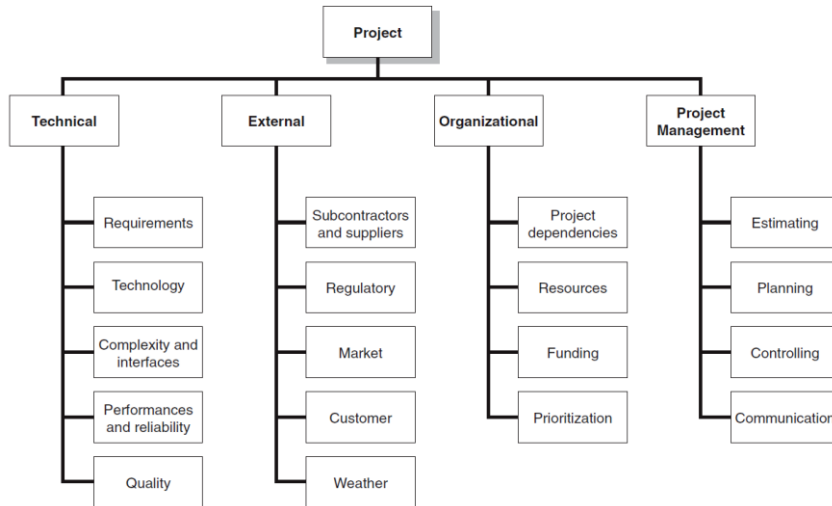 Project
Technical
External
Organizational
Project
Management
Requirements
Technology
Complexity and
interfaces
Performances
and reliability
Quality
Subcontractors
and suppliers
Regulatory
Market
Customer
Weather
Project
dependencies
Resources
Funding
Prioritization
Estimating
Planning
Controlling
Communication